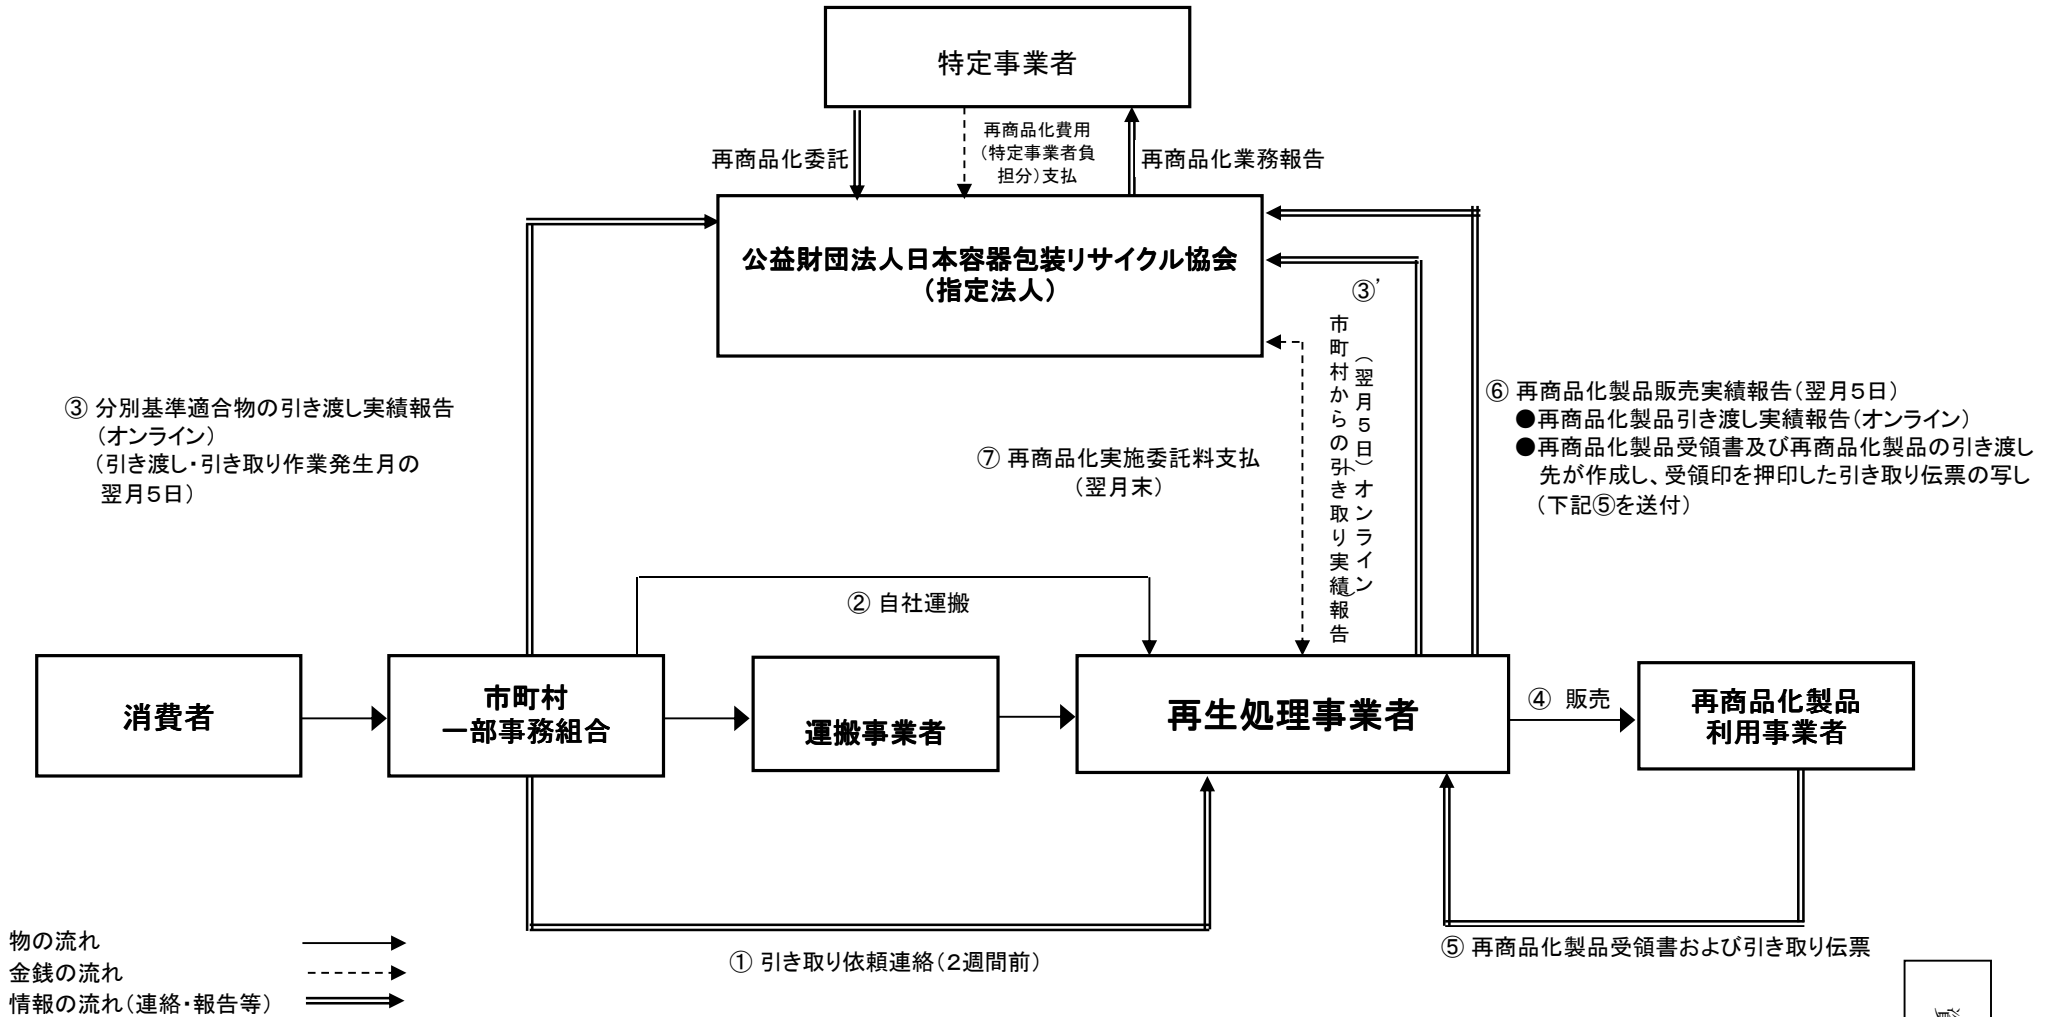 特定事業者
再商品化委託
再商品化費用
(特定事業者負
担分)支払
再商品化業務報告
公益財団法人日本容器包装リサイクル協会
(指定法人)
③'
市町村からの引き取り実績報告
(翌月5日)(オンライン)
③ 分別基準適合物の引き渡し実績報告
(オンライン)
(引き渡し・引き取り作業発生月の
翌月5日)
⑦ 再商品化実施委託料支払
(翌月末)
⑥ 再商品化製品販売実績報告(翌月5日)
●再商品化製品引き渡し実績報告(オンライン)
●再商品化製品受領書及び再商品化製品の引き渡し
先が作成し、受領印を押印した引き取り伝票の写し
(下記⑤を送付)
② 自社運搬
消費者
市町村
一部事務組合
運搬事業者
再生処理事業者
④ 販売
再商品化製品
利用事業者
① 引き取り依頼連絡(2週間前)
⑤ 再商品化製品受領書および引き取り伝票
物の流れ
金銭の流れ
情報の流れ(連絡・報告等)